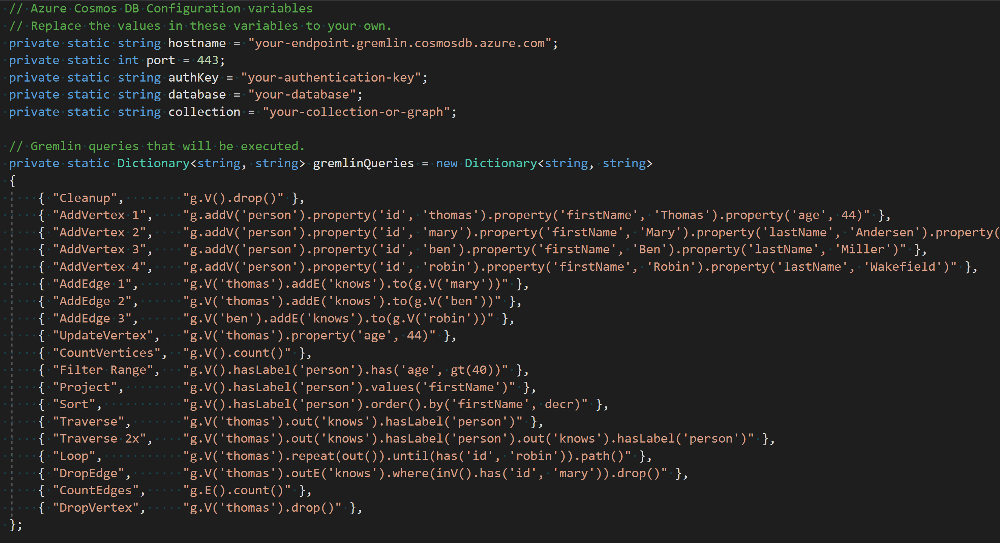 // Azure Cosmos DB Configuration variables
// Replace the values in these variables to your own.
private static string hostname = "your-endpoint.gremlin.cosmosdb.azure.com";
private static int port = 443;
private static string authKey = "your-authentication-key";
private static string database = "your-database";
private static string collection = "your-collection-or-graph";

// Gremlin queries that will be executed.
private static Dictionary<string, string> gremlinQueries = new Dictionary<string, string>
{
    { "Cleanup",        "g.V().drop()" },
    { "AddVertex 1",    "g.addV('person').property('id', 'thomas').property('firstName', 'Thomas').property('age', 44)" },
    { "AddVertex 2",    "g.addV('person').property('id', 'mary').property('firstName', 'Mary').property('lastName', 'Andersen').property(
    { "AddVertex 3",    "g.addV('person').property('id', 'ben').property('firstName', 'Ben').property('lastName', 'Miller')" },
    { "AddVertex 4",    "g.addV('person').property('id', 'robin').property('firstName', 'Robin').property('lastName', 'Wakefield')" },
    { "AddEdge 1",      "g.V('thomas').addE('knows').to(g.V('mary'))" },
    { "AddEdge 2",      "g.V('thomas').addE('knows').to(g.V('ben'))" },
    { "AddEdge 3",      "g.V('ben').addE('knows').to(g.V('robin'))" },
    { "UpdateVertex",   "g.V('thomas').property('age', 44)" },
    { "CountVertices",  "g.V().count()" },
    { "Filter Range",   "g.V().hasLabel('person').has('age', gt(40))" },
    { "Project",        "g.V().hasLabel('person').values('firstName')" },
    { "Sort",           "g.V().hasLabel('person').order().by('firstName', decr)" },
    { "Traverse",       "g.V('thomas').out('knows').hasLabel('person')" },
    { "Traverse 2x",    "g.V('thomas').out('knows').hasLabel('person').out('knows').hasLabel('person')" },
    { "Loop",           "g.V('thomas').repeat(out()).until(has('id', 'robin')).path()" },
    { "DropEdge",       "g.V('thomas').outE('knows').where(inV().has('id', 'mary')).drop()" },
    { "CountEdges",     "g.E().count()" },
    { "DropVertex",     "g.V('thomas').drop()" },
};